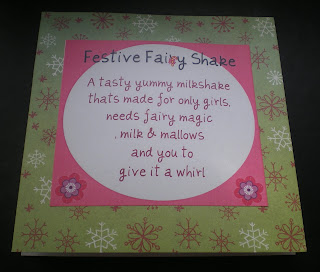 Festive Fairy Shake
A tasty yummy milkshake
thats made for only girls,
needs fairy magic
, milk & mallows
and you to
give it a whirl